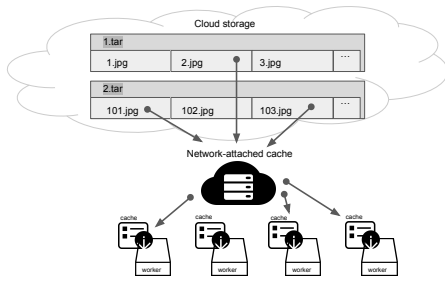 Cloud storage
1.tar
1.jpg 2.jpg 3.jpg ...
2.tar
101.jpg 102.jpg 103.jpg ...
Network-attached cache
cache cache cache cache
worker worker worker worker